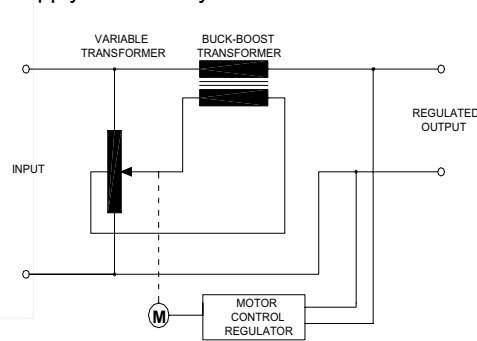 VARIABLE
TRANSFORMER
BUCK-BOOST
TRANSFORMER
REGULATED
OUTPUT
INPUT
M
MOTOR
CONTROL
REGULATOR